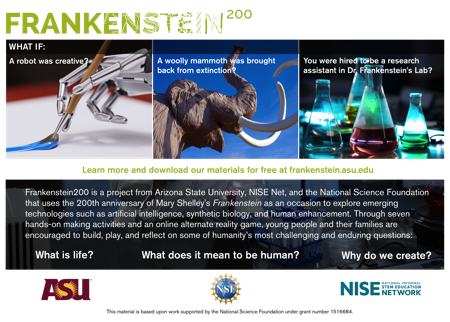 FRANKENSTEIN200
WHAT IF:
A robot was creative?
A woolly mammoth was brought
back from extinction?
You were hired to be a research
assistant in Dr. Frankenstein's Lab?
Learn more and download our materials for free at frankenstein.asu.edu
Frankenstein200 is a project from Arizona State University, NISE Net, and the National Science Foundation
that uses the 200th anniversary of Mary Shelley's Frankenstein as an occasion to explore emerging
technologies such as artificial intelligence, synthetic biology, and human enhancement. Through seven
hands-on making activities and an online alternate reality game, young people and their families are
encouraged to build, play, and reflect on some of humanity's most challenging and enduring questions:
What is life?
What does it mean to be human?
Why do we create?
ASU
NSF
NISE NATIONAL INFORMAL
STEM EDUCATION
NETWORK
This material is based upon work supported by the National Science Foundation under grant number 1516684.